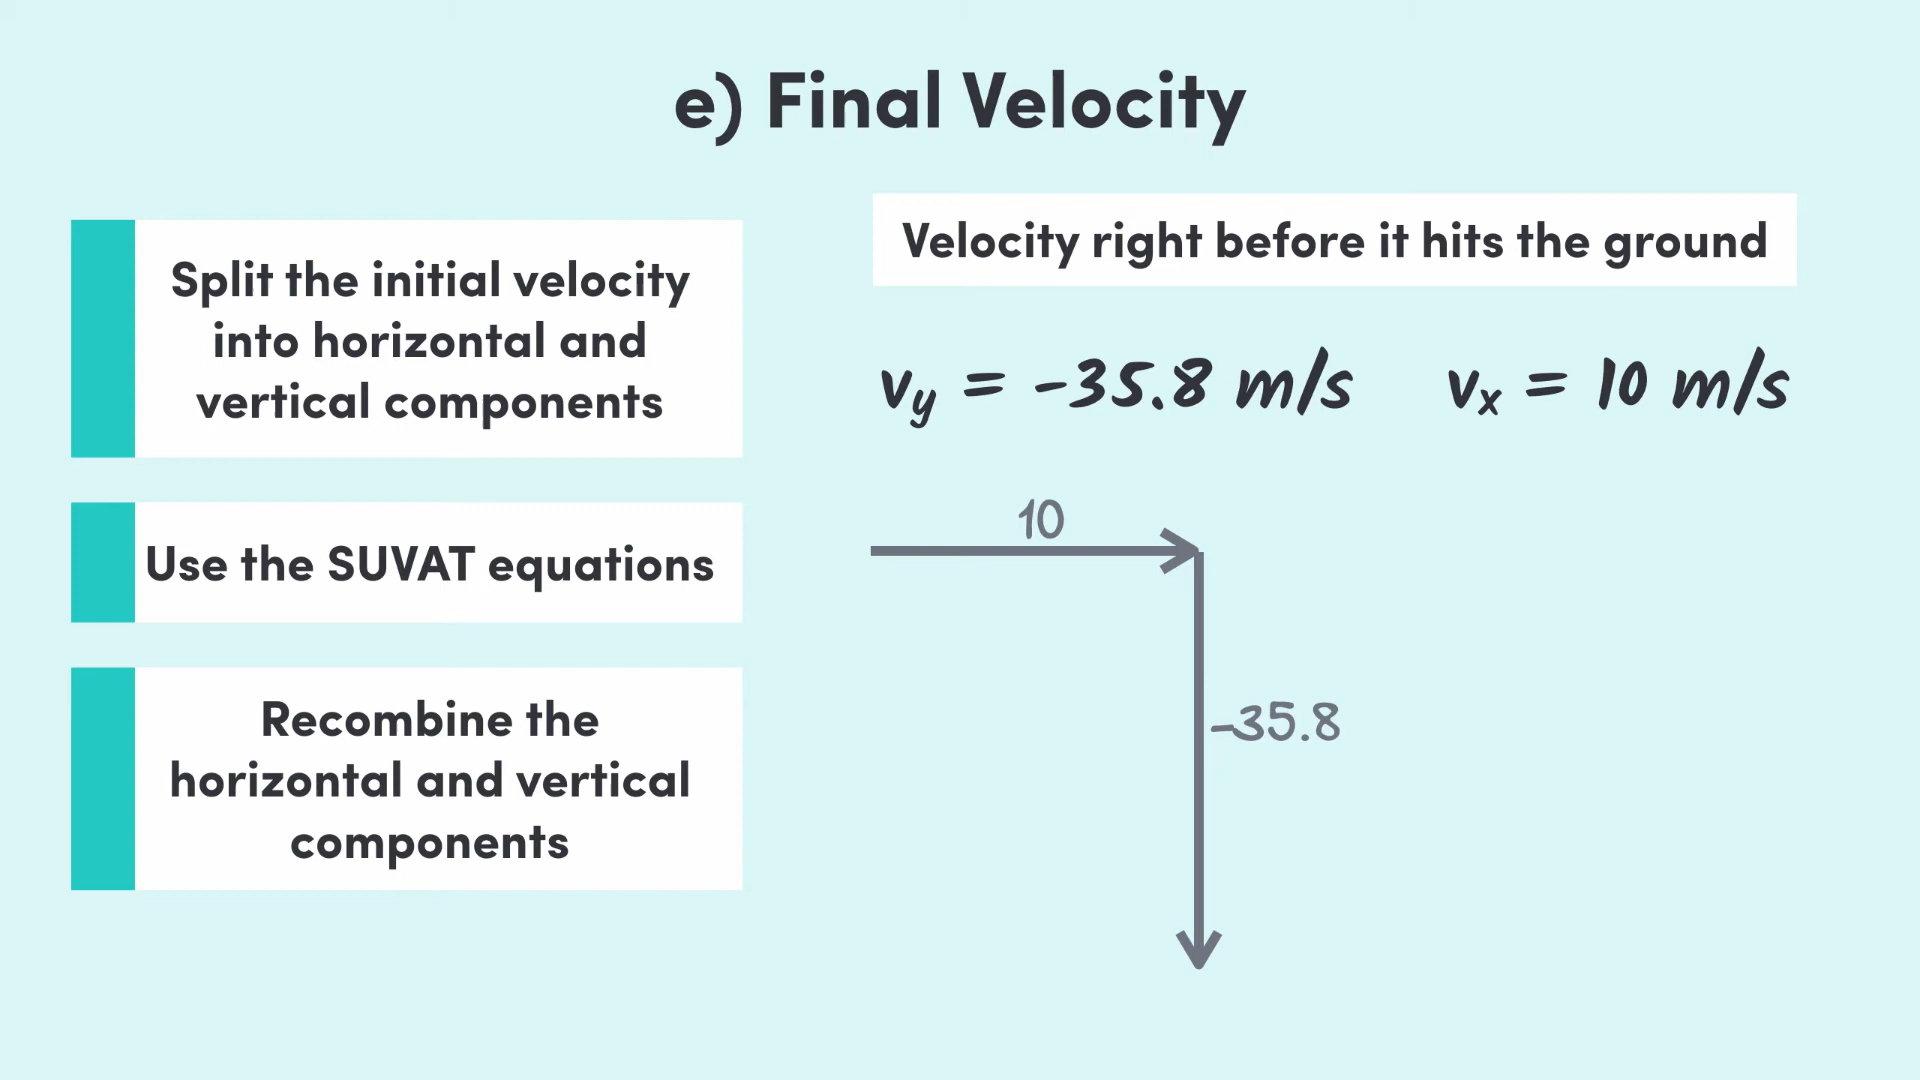 e) Final Velocity
Split the initial velocity
into horizontal and
vertical components
Use the SUVAT equations
Recombine the
horizontal and vertical
components
Velocity right before it hits the ground
vy = -35.8 m/s vx = 10 m/s
10
-35.8